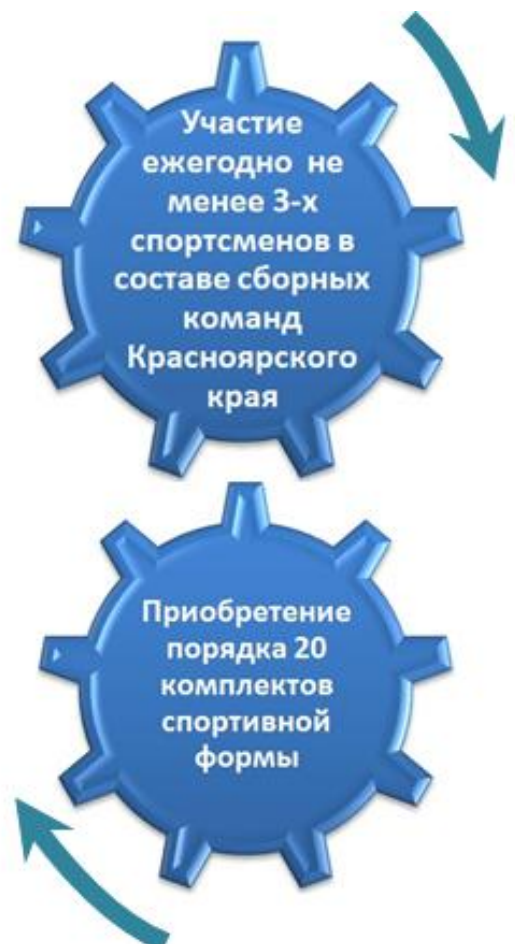 Участие
ежегодно не
менее 3-х
спортсменов в
составе сборных
команд
Красноярского
края
Приобретение
порядка 20
комплектов
спортивной
формы